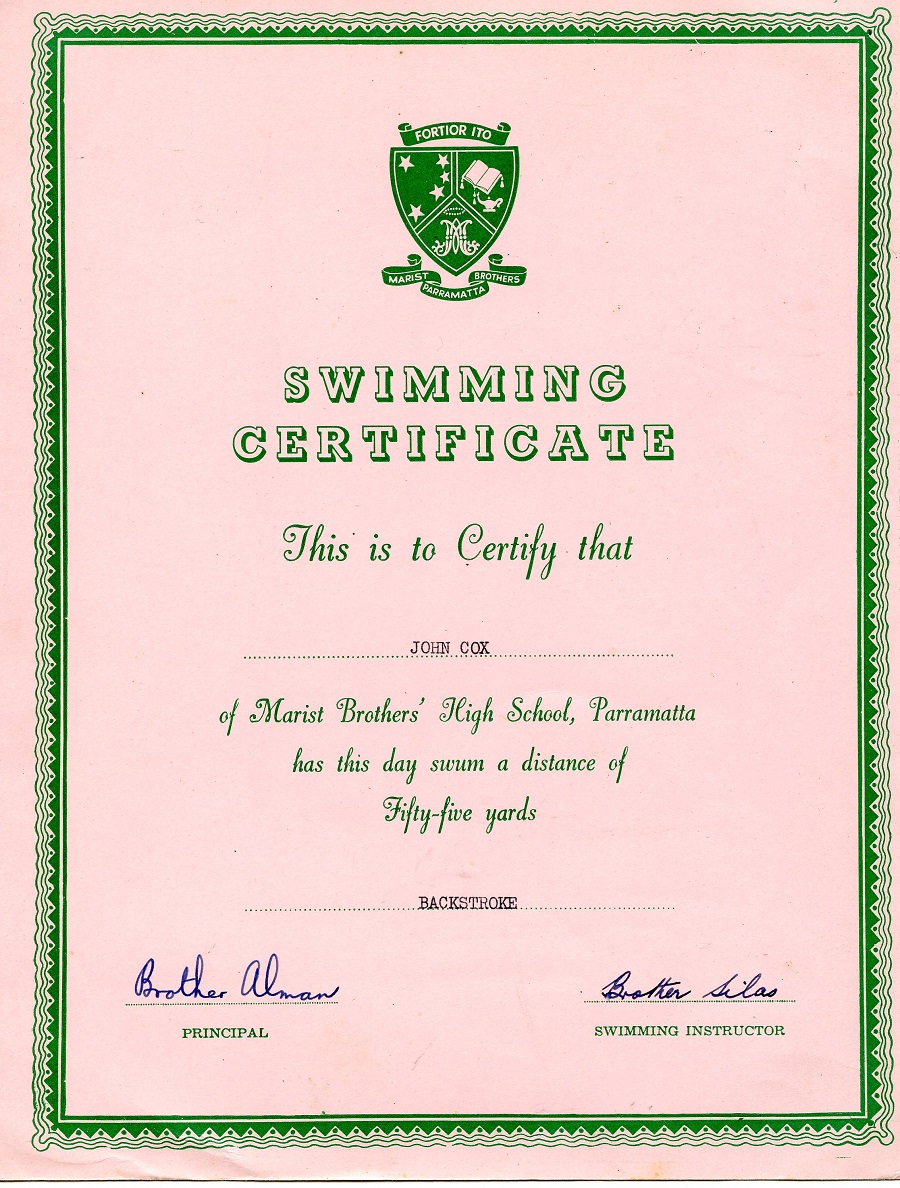 FORTIOR ITO
MARIST BROTHERS
PARRAMATTA
SWIMMING
CERTIFICATE
This is to Certify that
JOHN COX
of Marist Brothers' High School, Parramatta
has this day swum a distance of
Fifty-five yards
BACKSTROKE
Brother Alman Brother Silas
PRINCIPAL SWIMMING INSTRUCTOR